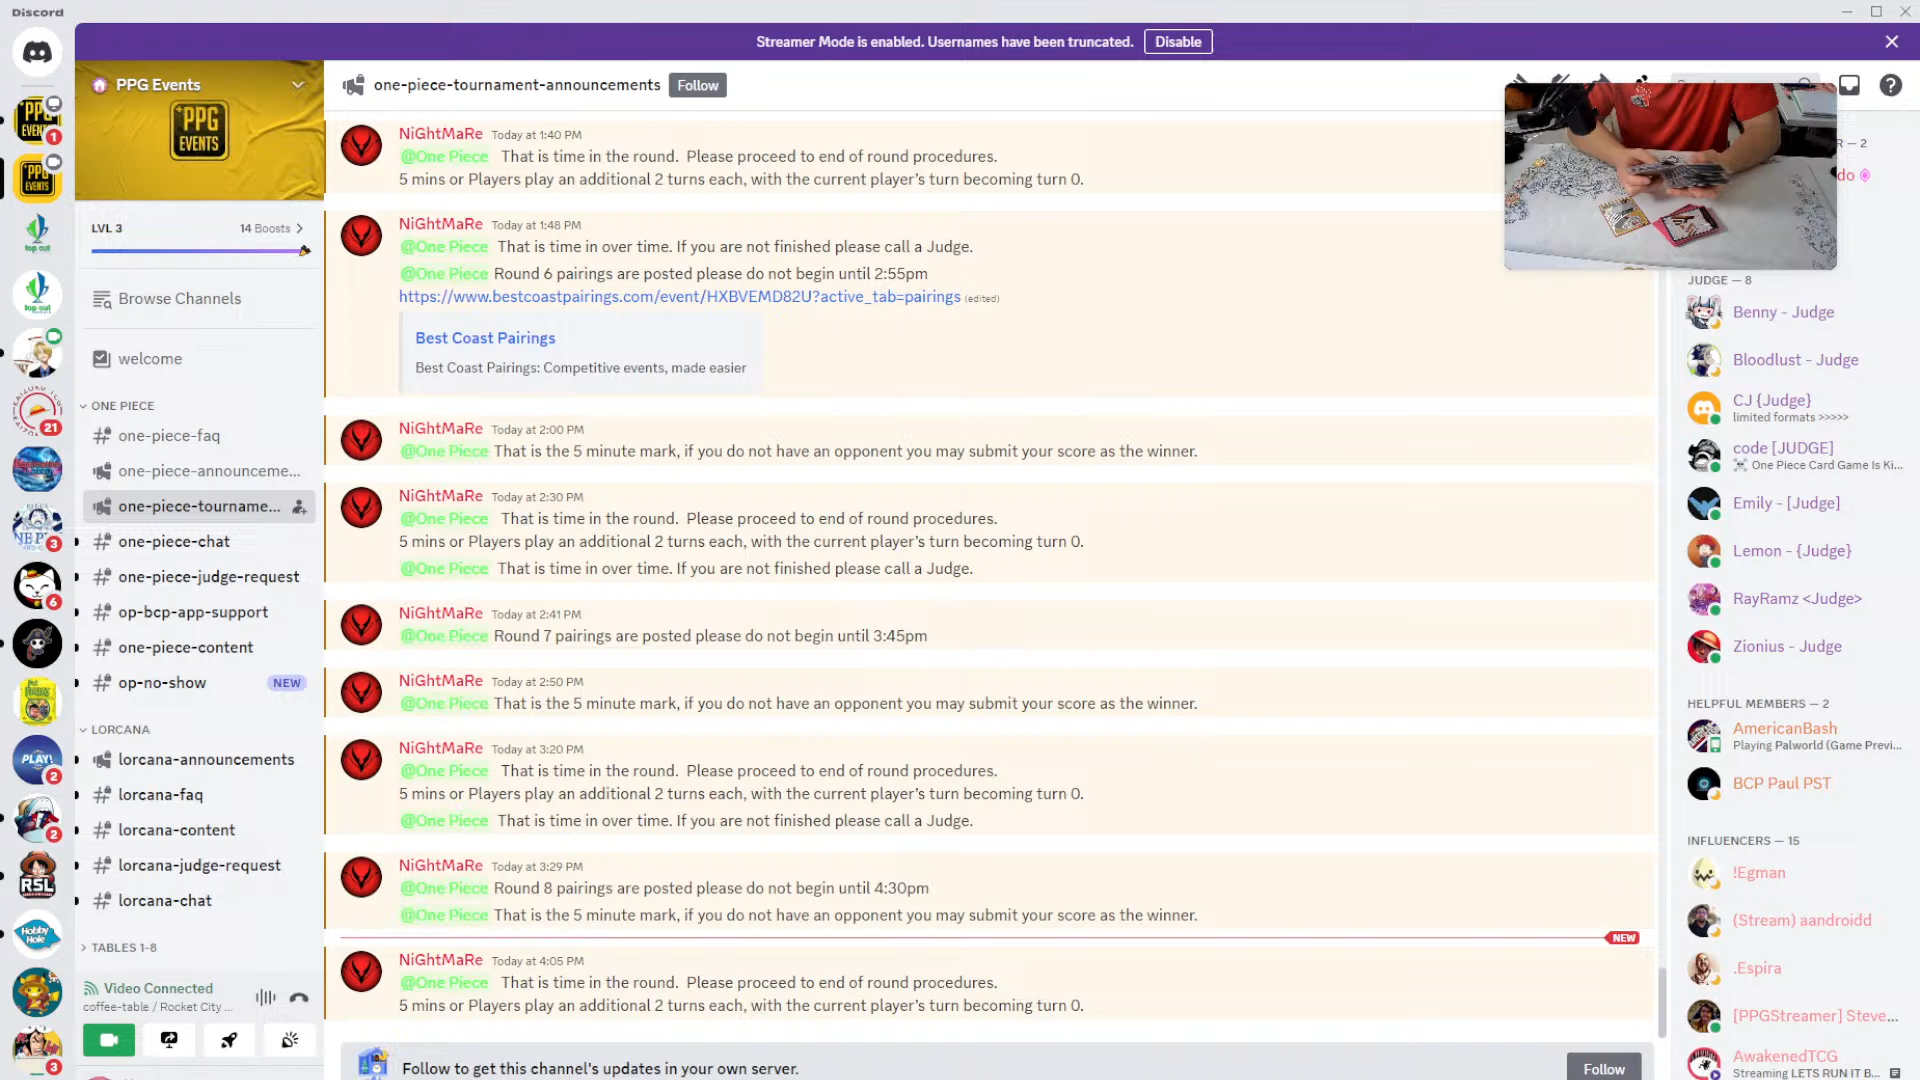 Discord
Streamer Mode is enabled. Usernames have been truncated. Disable
PPG Events
PPG EVENTS
LVL 3 14 Boosts
Browse Channels
welcome
ONE PIECE
one-piece-faq
one-piece-announceme...
one-piece-tourname...
one-piece-chat
one-piece-judge-request
op-bcp-app-support
one-piece-content
op-no-show NEW
LORCANA
lorcana-announcements
lorcana-faq
lorcana-content
lorcana-judge-request
lorcana-chat
TABLES 1-8
Video Connected
coffee-table / Rocket City ...
one-piece-tournament-announcements Follow
NiGhtMaRe Today at 1:40 PM
@One Piece That is time in the round. Please proceed to end of round procedures.
5 mins or Players play an additional 2 turns each, with the current player's turn becoming turn 0.
NiGhtMaRe Today at 1:48 PM
@One Piece That is time in over time. If you are not finished please call a Judge.
@One Piece Round 6 pairings are posted please do not begin until 2:55pm
https://www.bestcoastpairings.com/event/HXBVEMD82U?active_tab=pairings (edited)
Best Coast Pairings
Best Coast Pairings: Competitive events, made easier
NiGhtMaRe Today at 2:00 PM
@One Piece That is the 5 minute mark, if you do not have an opponent you may submit your score as the winner.
NiGhtMaRe Today at 2:30 PM
@One Piece That is time in the round. Please proceed to end of round procedures.
5 mins or Players play an additional 2 turns each, with the current player's turn becoming turn 0.
@One Piece That is time in over time. If you are not finished please call a Judge.
NiGhtMaRe Today at 2:41 PM
@One Piece Round 7 pairings are posted please do not begin until 3:45pm
NiGhtMaRe Today at 2:50 PM
@One Piece That is the 5 minute mark, if you do not have an opponent you may submit your score as the winner.
NiGhtMaRe Today at 3:20 PM
@One Piece That is time in the round. Please proceed to end of round procedures.
5 mins or Players play an additional 2 turns each, with the current player's turn becoming turn 0.
@One Piece That is time in over time. If you are not finished please call a Judge.
NiGhtMaRe Today at 3:29 PM
@One Piece Round 8 pairings are posted please do not begin until 4:30pm
@One Piece That is the 5 minute mark, if you do not have an opponent you may submit your score as the winner.
NEW
NiGhtMaRe Today at 4:05 PM
@One Piece That is time in the round. Please proceed to end of round procedures.
5 mins or Players play an additional 2 turns each, with the current player's turn becoming turn 0.
Follow to get this channel's updates in your own server. Follow
R — 2
do
JUDGE — 8
Benny - Judge
Bloodlust - Judge
CJ {Judge}
limited formats >>>>>
code [JUDGE]
One Piece Card Game Is Ki...
Emily - [Judge]
Lemon - {Judge}
RayRamz <Judge>
Zionius - Judge
HELPFUL MEMBERS — 2
AmericanBash
Playing Palworld (Game Previ...
BCP Paul PST
INFLUENCERS — 15
!Egman
(Stream) aandroidd
.Espira
[PPGStreamer] Steve...
AwakenedTCG
Streaming LETS RUN IT B...
PPG EVENTS
1
PPG EVENTS
top cut
top cut
21
3
6
PLAY!
2
2
RSL
Hobby Hole
3